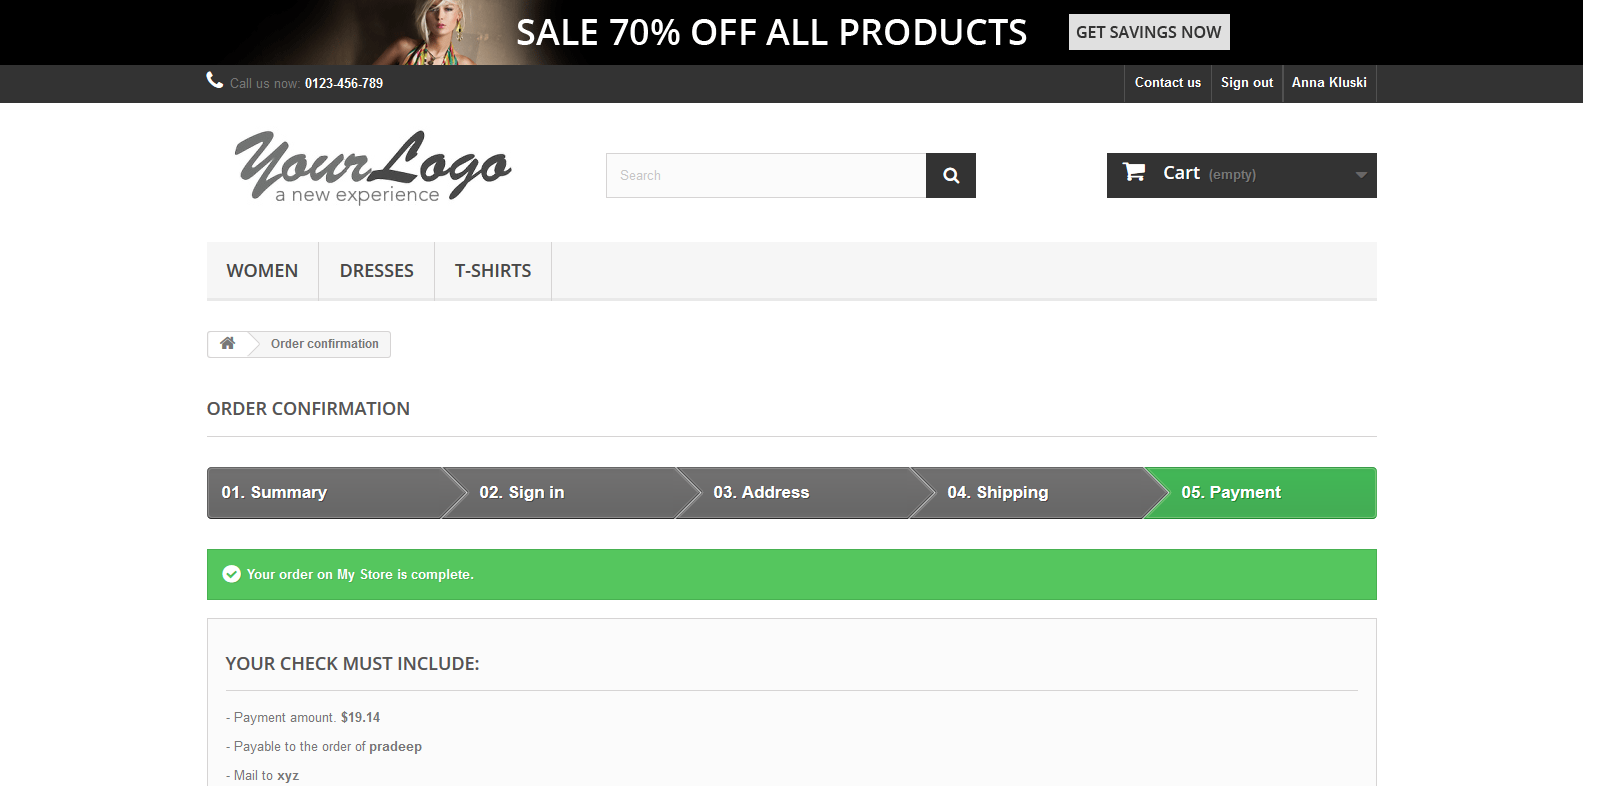 SALE 70% OFF ALL PRODUCTS GET SAVINGS NOW
Call us now: 0123-456-789 Contact us Sign out Anna Kluski
YourLogo
a new experience
Search Cart (empty)
WOMEN DRESSES T-SHIRTS
Order confirmation
ORDER CONFIRMATION
01. Summary 02. Sign in 03. Address 04. Shipping 05. Payment
Your order on My Store is complete.
YOUR CHECK MUST INCLUDE:
- Payment amount. $19.14
- Payable to the order of pradeep
- Mail to xyz